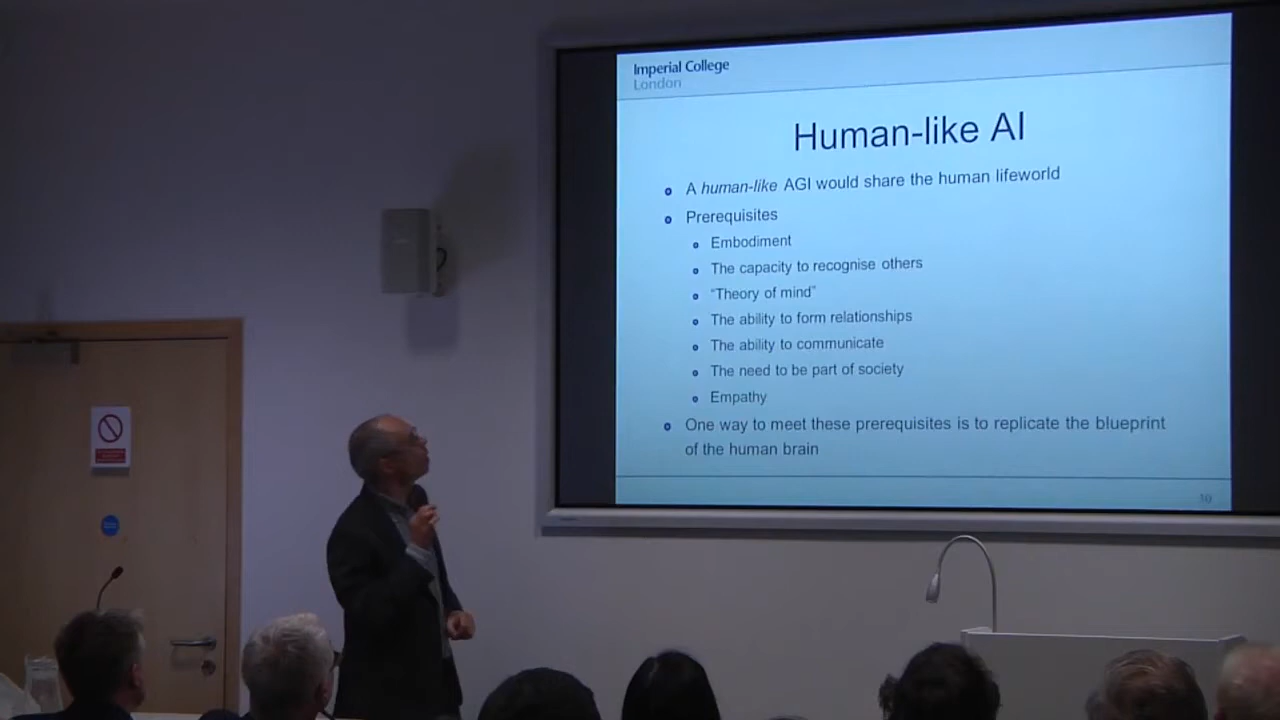 Imperial College
London
Human-like AI
A human-like AGI would share the human lifeworld
Prerequisites
Embodiment
The capacity to recognise others
“Theory of mind”
The ability to form relationships
The ability to communicate
The need to be part of society
Empathy
One way to meet these prerequisites is to replicate the blueprint
of the human brain
10